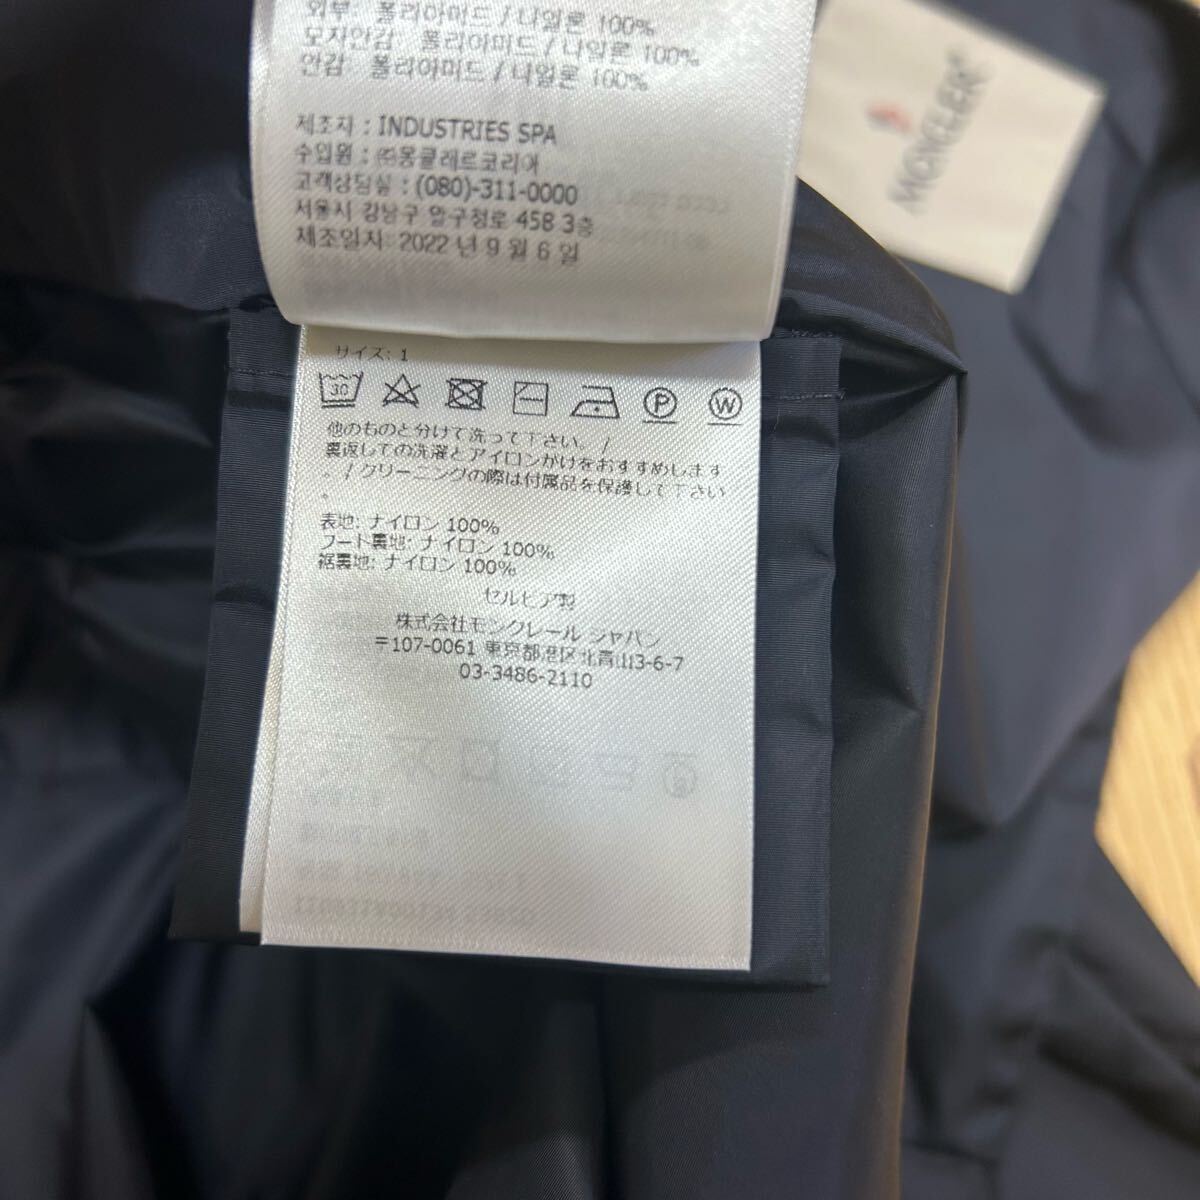 외부: 폴리아미드 / 나일론 100%
모자안감 폴리아미드 / 나일론 100%
안감 폴리아미드 / 나일론 100%
제조자 : INDUSTRIES SPA
수입원 : ㈜몽클레르코리아
고객상담실 : (080)-311-0000
서울시 강남구 압구정로 458 3층
제조일자: 2022 년 9 월 6 일
MONCLER
サイズ: 1
30
P
W
他のものと分けて洗って下さい。/
裏返しての洗濯とアイロンがけをおすすめします
。/ クリーニングの際は付属品を保護して下さい
。
表地: ナイロン 100%
フード裏地: ナイロン 100%
裾裏地: ナイロン 100%
セルビア製
株式会社モンクレール ジャパン
〒107-0061 東京都港区北青山3-6-7
03-3486-2110